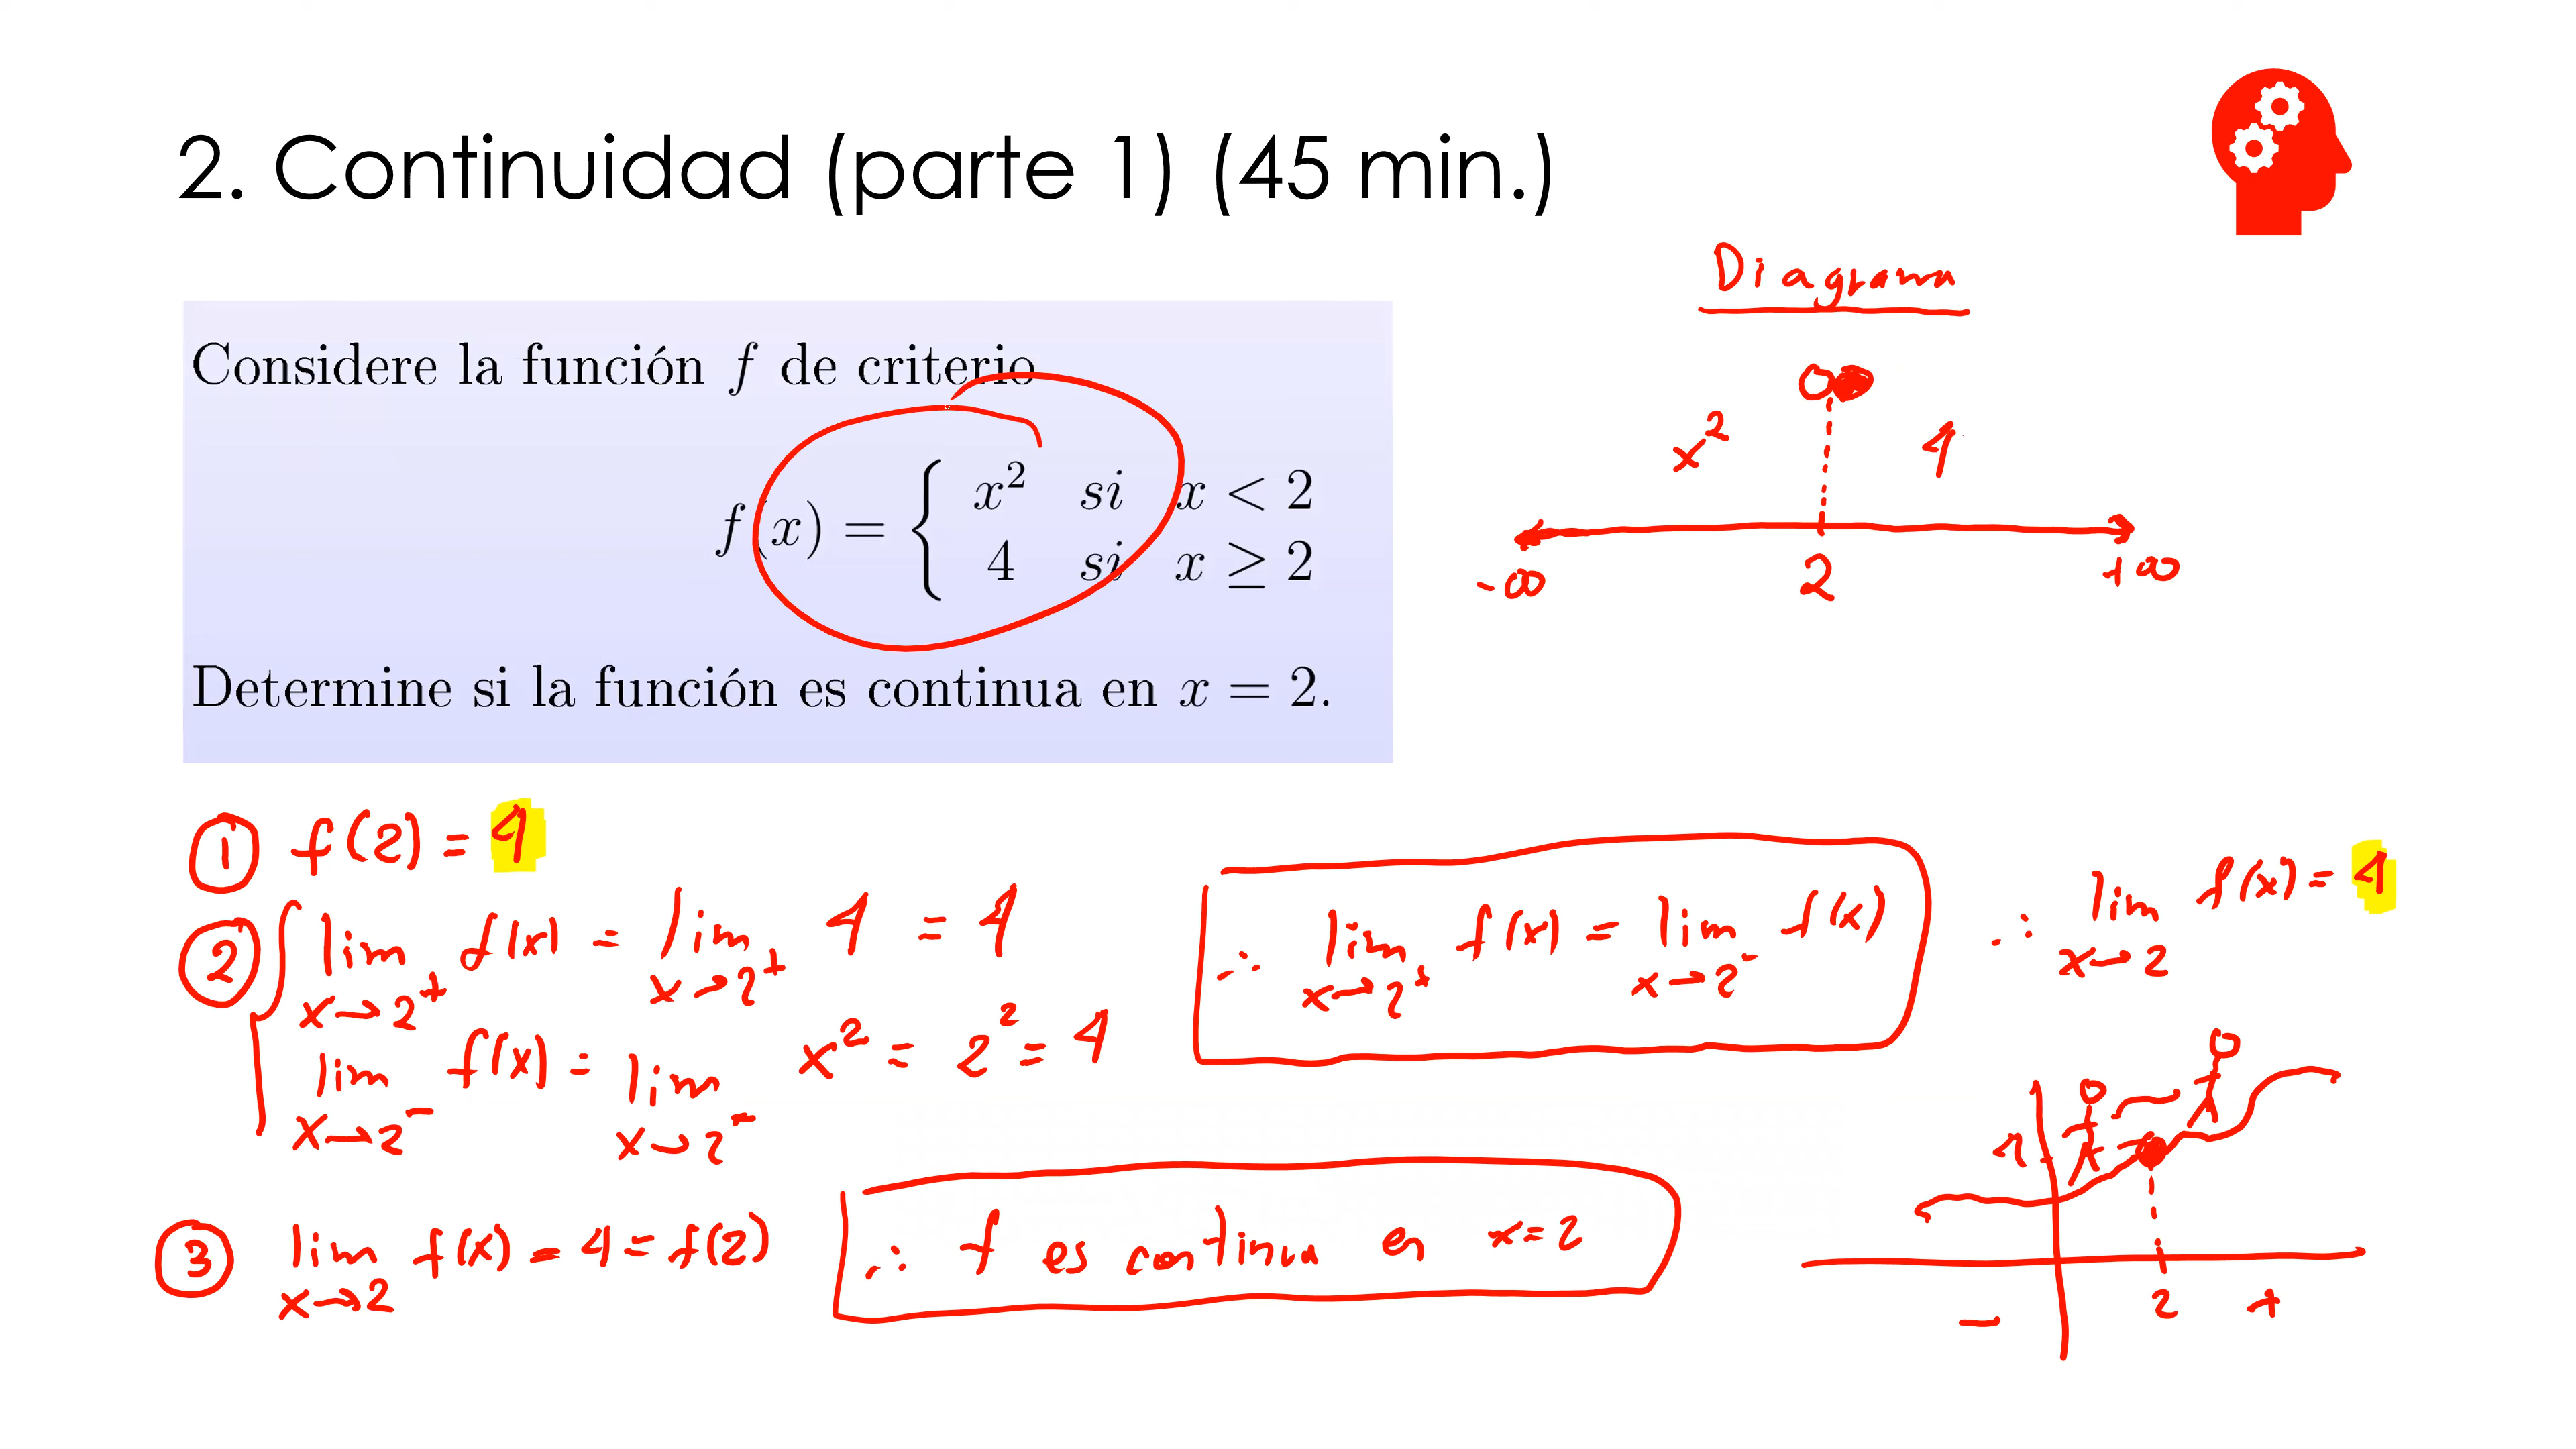 2. Continuidad (parte 1) (45 min.)
Considere la función f de criterio
f(x) = { x² si x < 2
4 si x ≥ 2
Determine si la función es continua en x = 2.
Diagrama
x² 4
-∞ 2 +∞
① f(2) = 4
② lim x→2⁺ f(x) = lim x→2⁺ 4 = 4
lim x→2⁻ f(x) = lim x→2⁻ x² = 2² = 4
∴ lim x→2⁺ f(x) = lim x→2⁻ f(x)
∴ lim x→2 f(x) = 4
③ lim x→2 f(x) = 4 = f(2)
∴ f es continua en x=2
4
2
- +